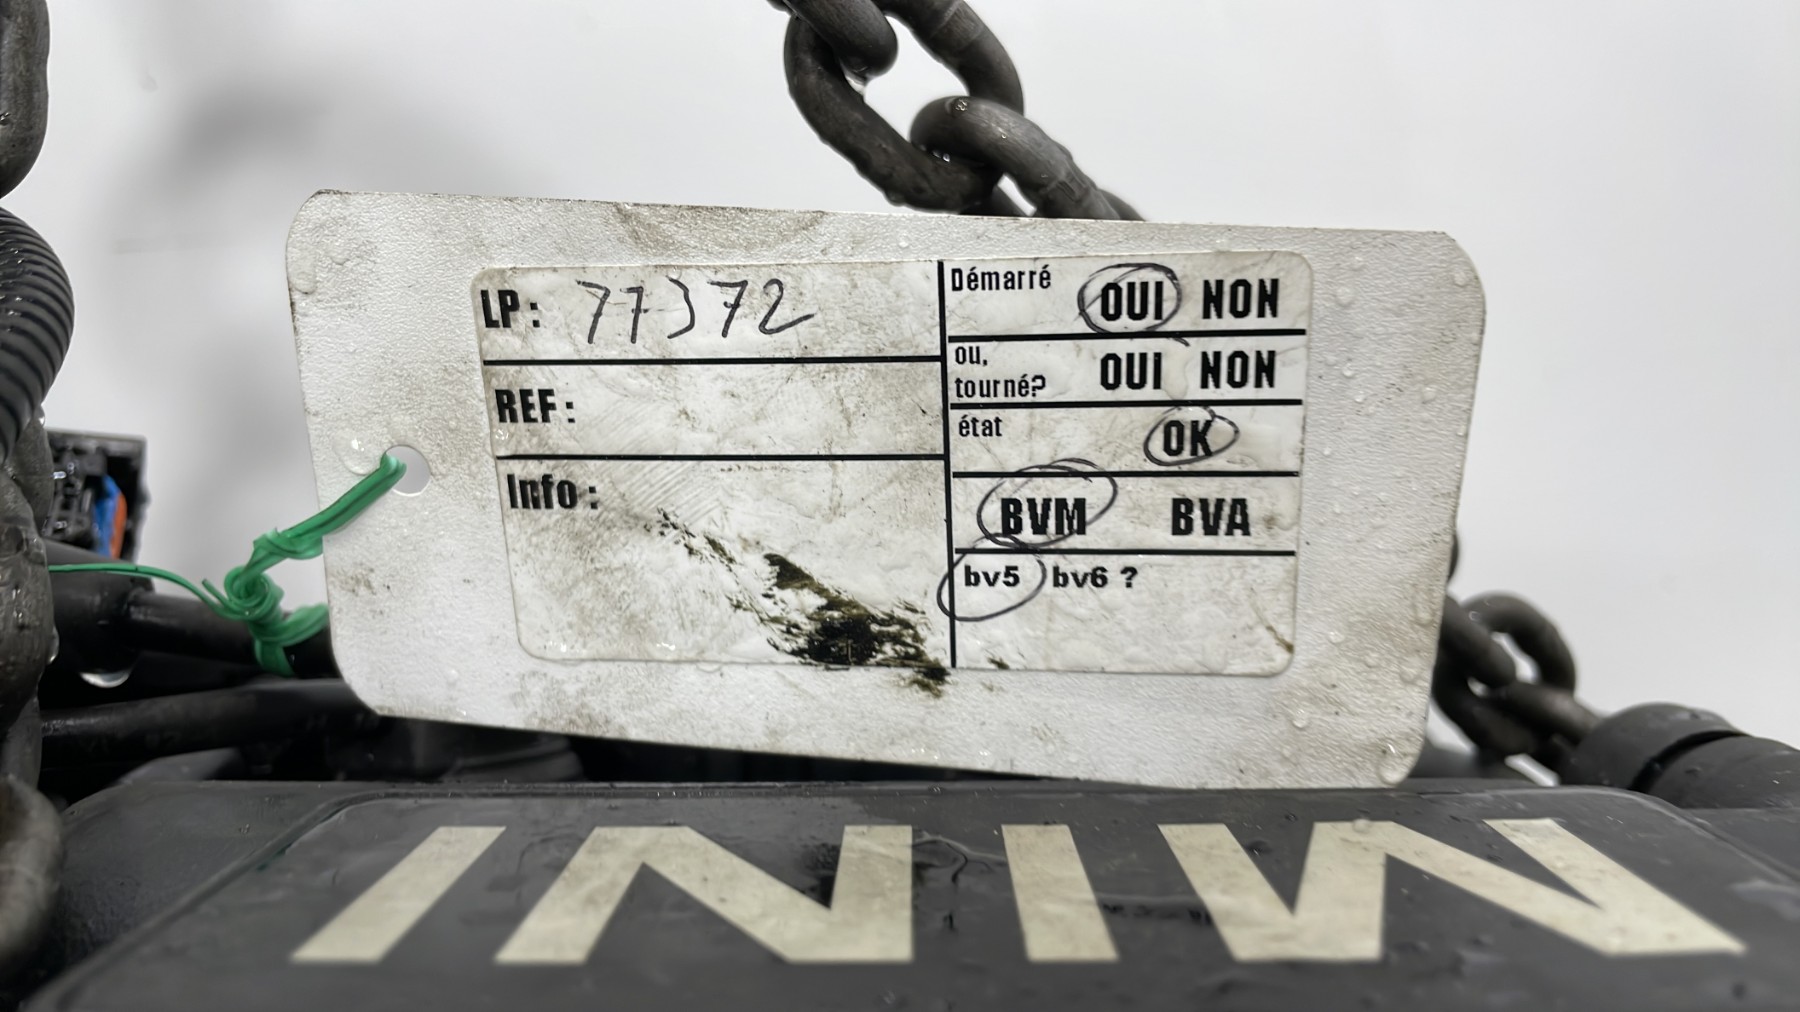 LP: 77372
REF:
Info:
Démarré OUI NON
ou,
tourné? OUI NON
état OK
BVM BVA
bv5 bv6 ?
MINI